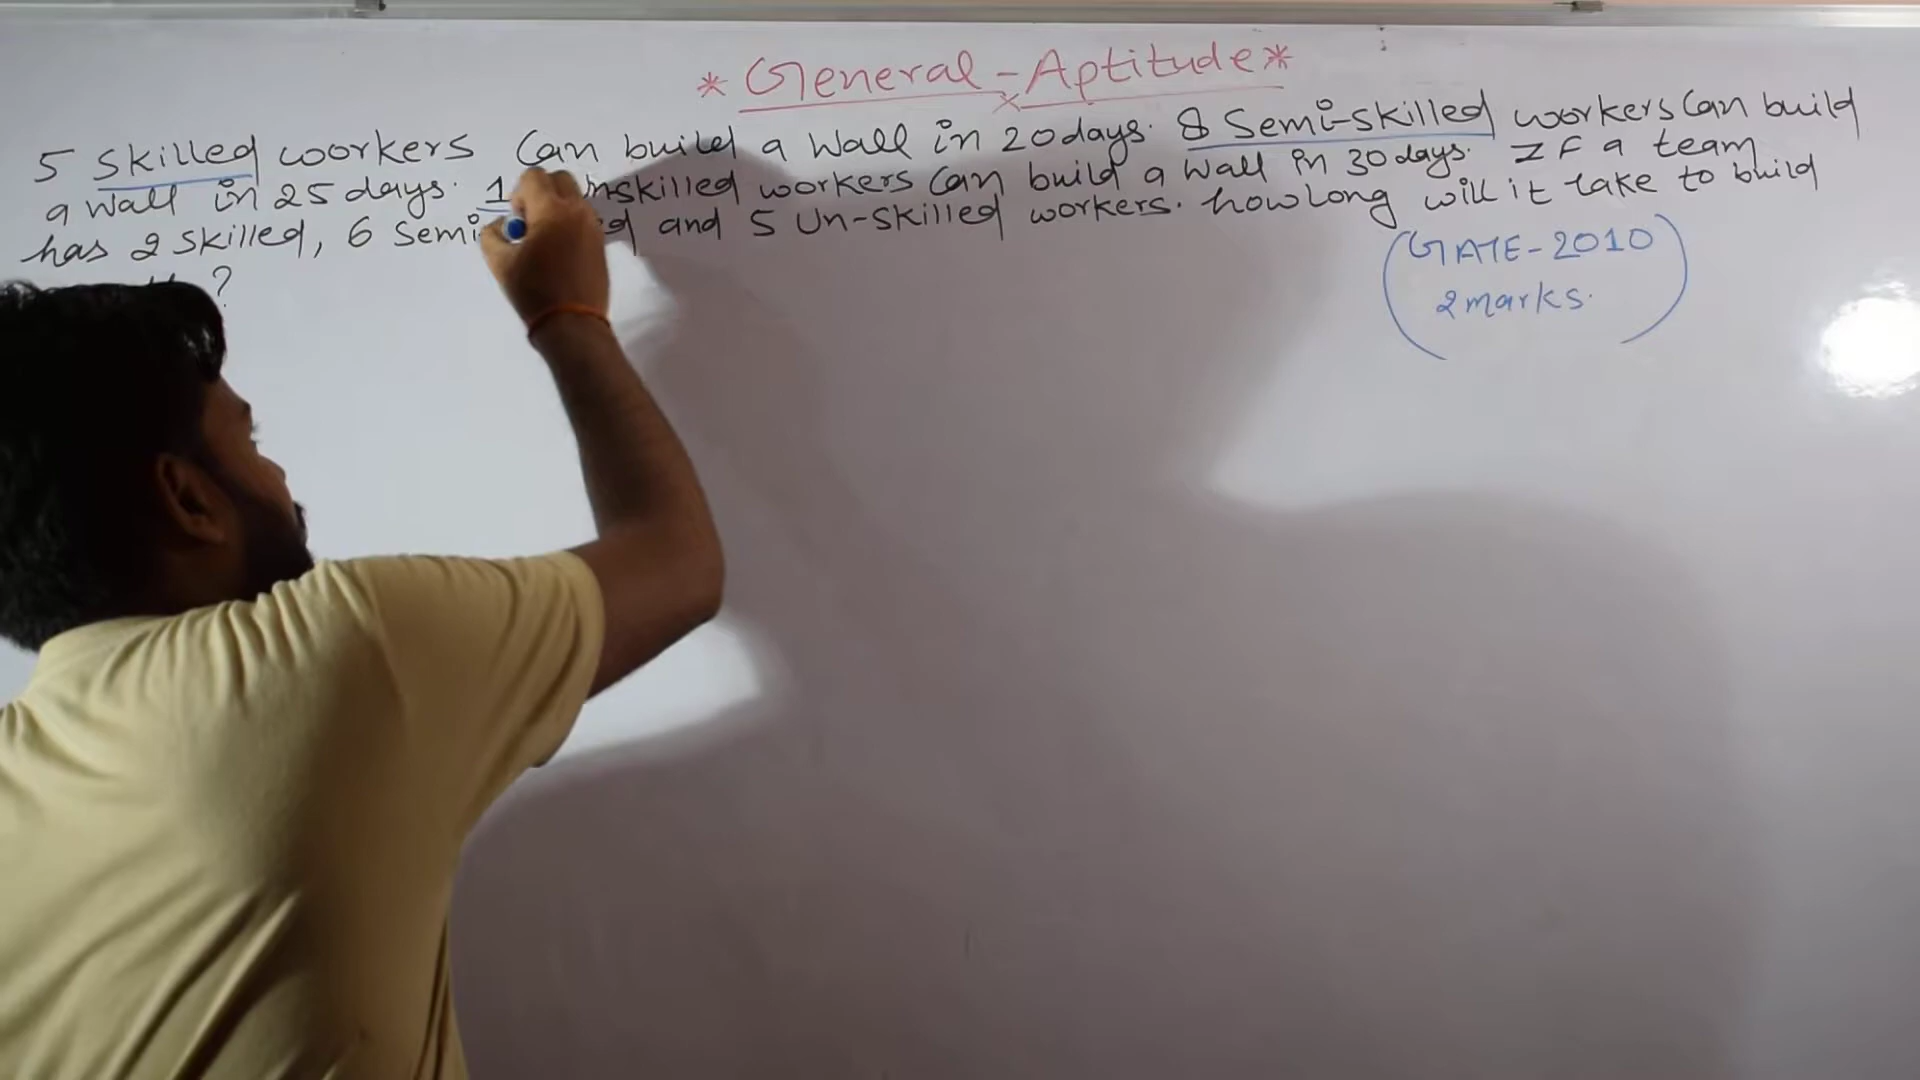 * General - Aptitude *
5 skilled workers can build a wall in 20 days. 8 Semi-skilled workers can build
a wall in 25 days. 1 unskilled workers can build a wall in 30 days. IF a team
has 2 skilled, 6 Semi and 5 Un-skilled workers. how long will it take to build
?
(GATE-2010
2 marks.)